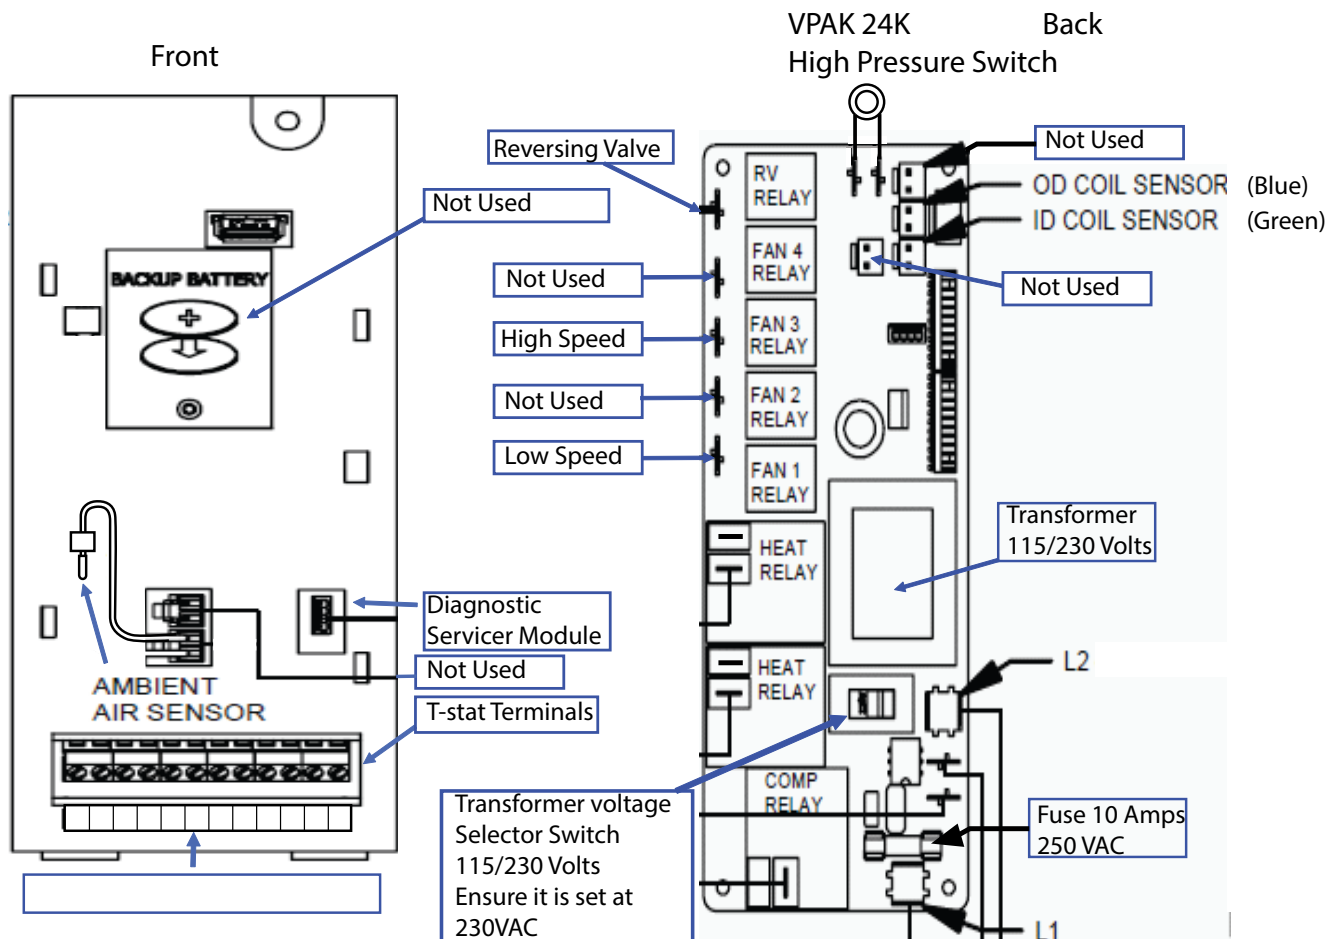 VPAK 24K
Back
High Pressure Switch
Front
Reversing Valve
Not Used
RV
RELAY
OD COIL SENSOR (Blue)
ID COIL SENSOR (Green)
Not Used
BACKUP BATTERY
Not Used
FAN 4
RELAY
Not Used
High Speed
FAN 3
RELAY
Not Used
FAN 2
RELAY
Low Speed
FAN 1
RELAY
Transformer
115/230 Volts
HEAT
RELAY
Diagnostic
Servicer Module
Not Used
AMBIENT
AIR SENSOR
T-stat Terminals
HEAT
RELAY
L2
COMP
RELAY
Transformer voltage
Selector Switch
115/230 Volts
Ensure it is set at
230VAC
Fuse 10 Amps
250 VAC
L1